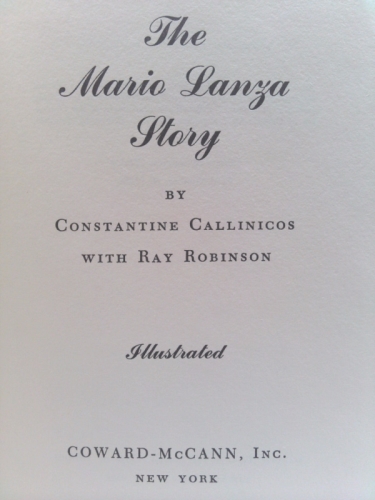 The
Mario Lanza
Story
BY
CONSTANTINE CALLINICOS
WITH RAY ROBINSON
Illustrated
COWARD-McCANN, INC.
NEW YORK